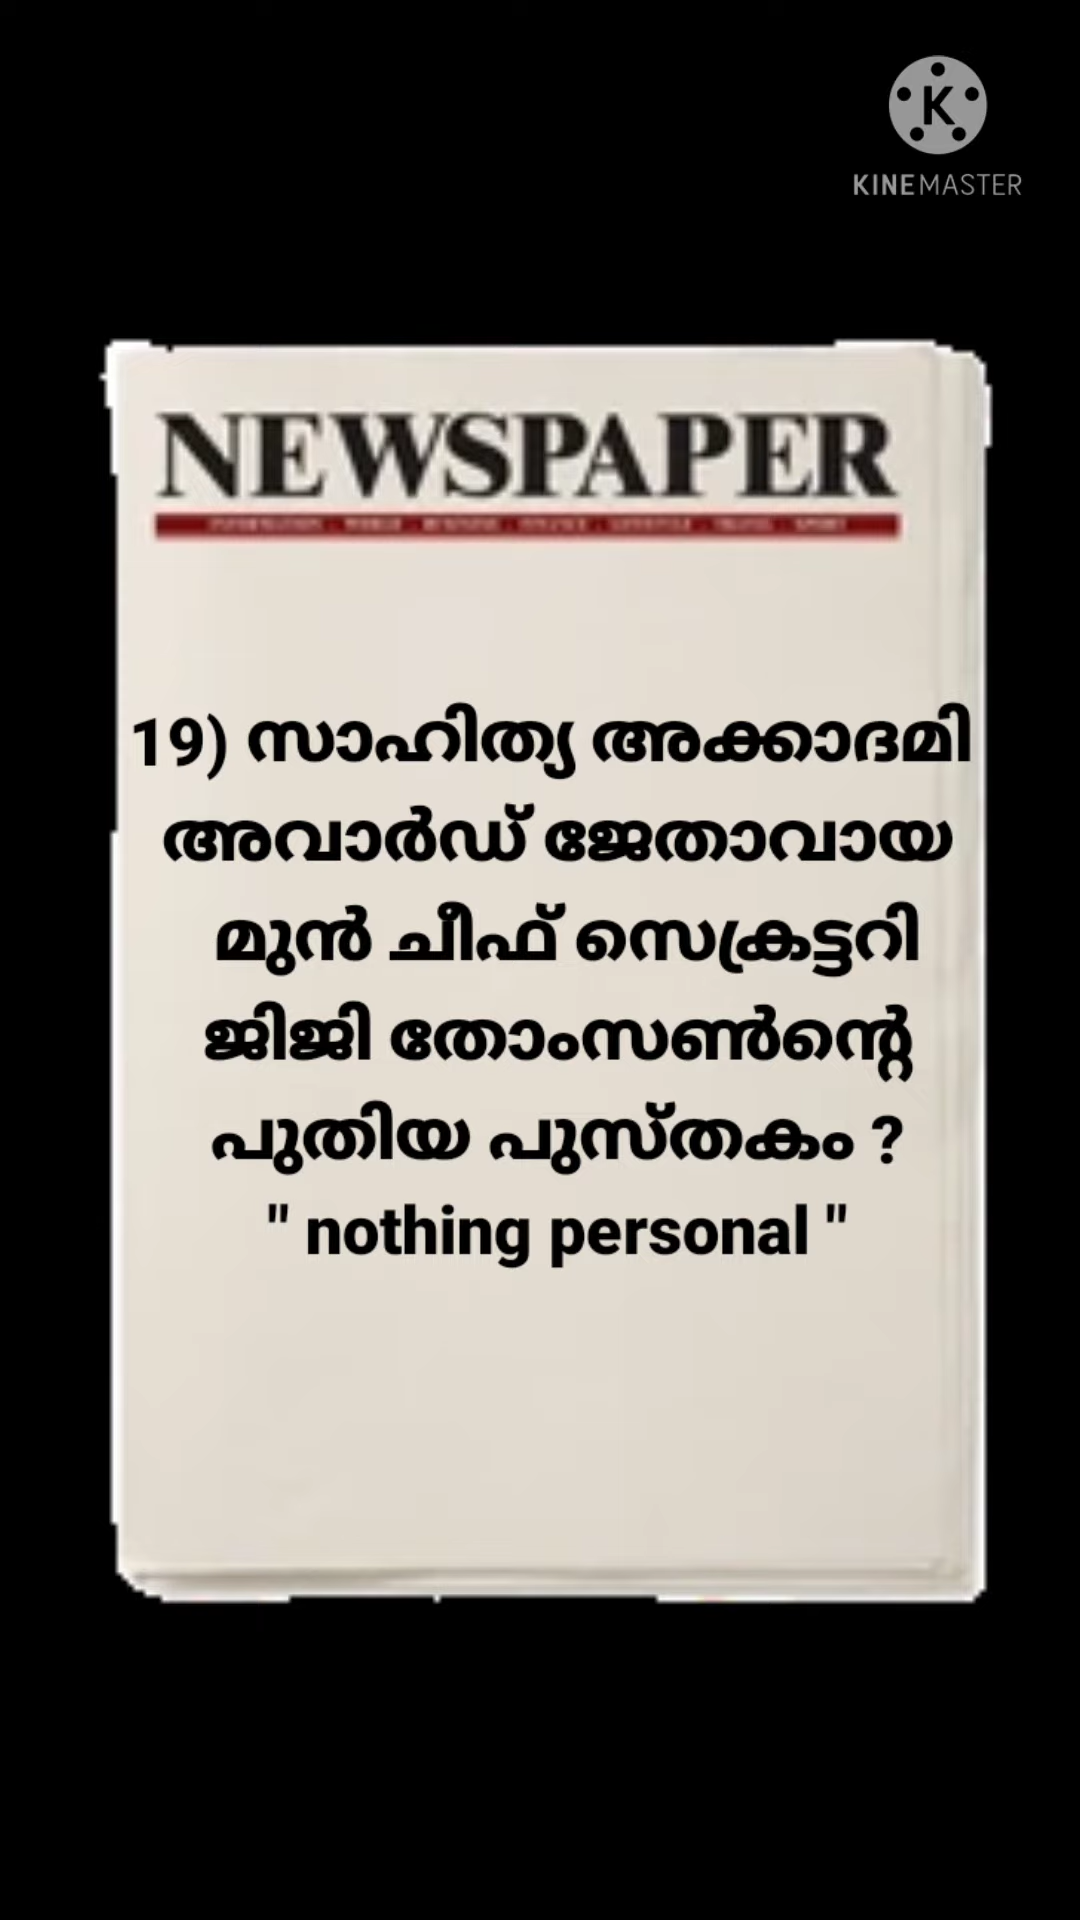 KINEMASTER
NEWSPAPER
19) സാഹിത്യ അക്കാദമി
അവാർഡ് ജേതാവായ
മുൻ ചീഫ് സെക്രട്ടറി
ജിജി തോംസൺന്റെ
പുതിയ പുസ്തകം ?
" nothing personal "